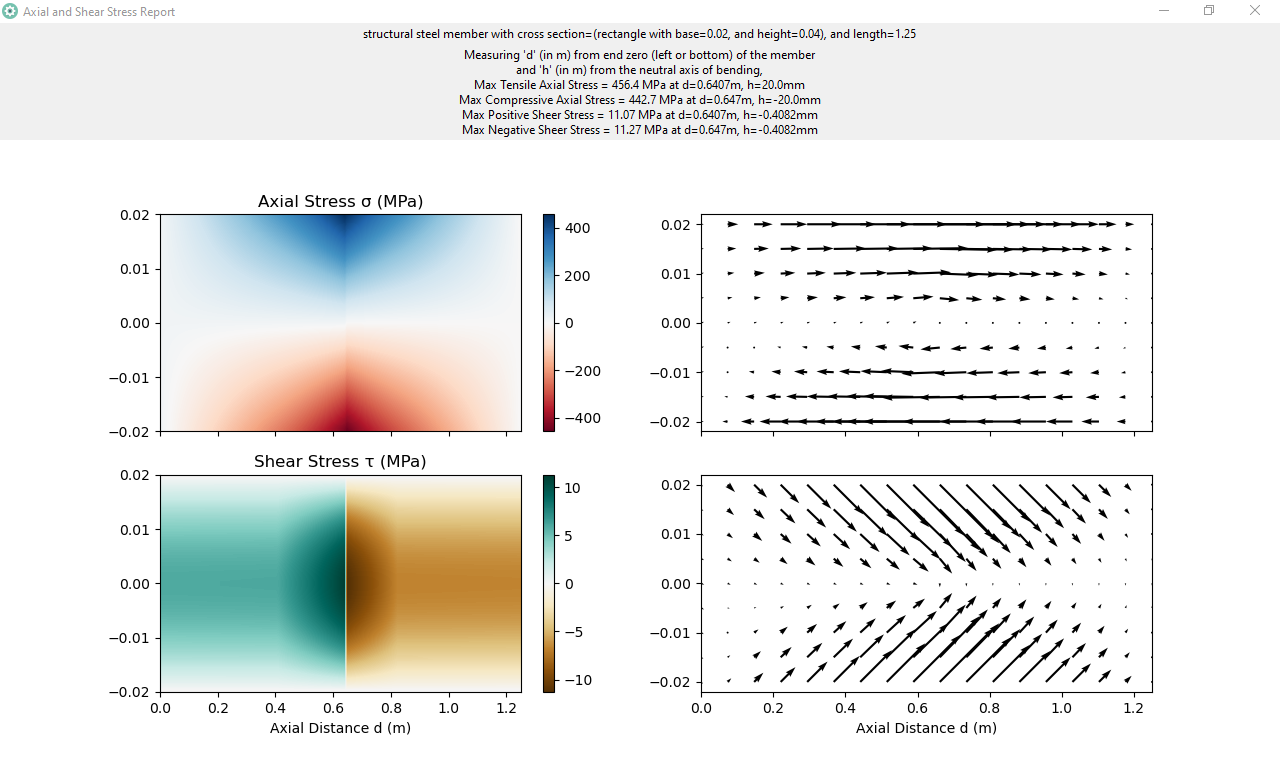 Axial and Shear Stress Report
structural steel member with cross section=(rectangle with base=0.02, and height=0.04), and length=1.25
Measuring 'd' (in m) from end zero (left or bottom) of the member
and 'h' (in m) from the neutral axis of bending,
Max Tensile Axial Stress = 456.4 MPa at d=0.6407m, h=20.0mm
Max Compressive Axial Stress = 442.7 MPa at d=0.647m, h=-20.0mm
Max Positive Sheer Stress = 11.07 MPa at d=0.6407m, h=-0.4082mm
Max Negative Sheer Stress = 11.27 MPa at d=0.647m, h=-0.4082mm
Axial Stress σ (MPa)
0.02
0.01
0.00
−0.01
−0.02
400
200
0
−200
−400
0.02
0.01
0.00
−0.01
−0.02
Shear Stress τ (MPa)
0.02
0.01
0.00
−0.01
−0.02
0.0 0.2 0.4 0.6 0.8 1.0 1.2
Axial Distance d (m)
10
5
0
−5
−10
0.02
0.01
0.00
−0.01
−0.02
0.0 0.2 0.4 0.6 0.8 1.0 1.2
Axial Distance d (m)